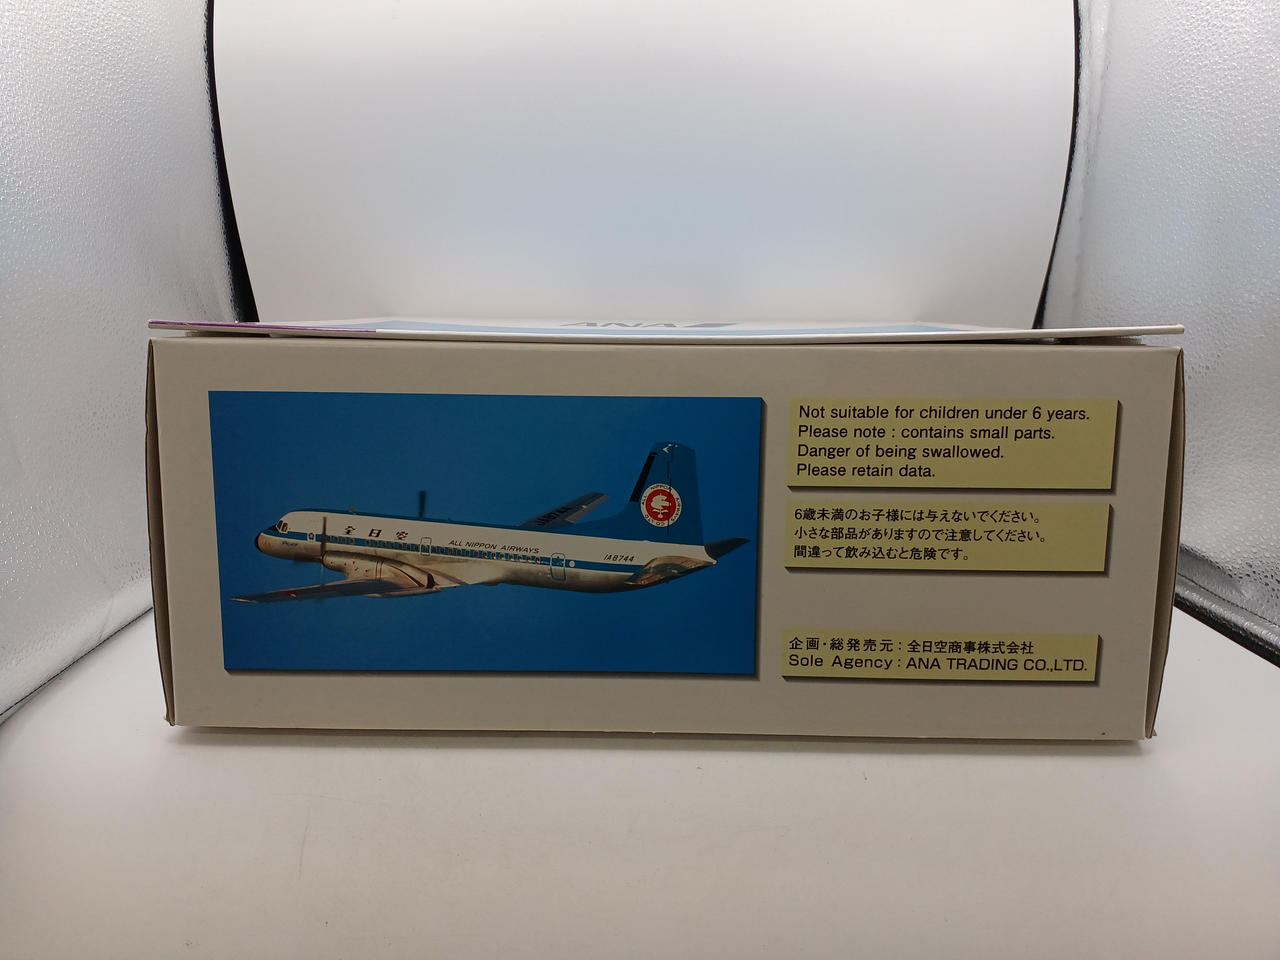 ANA
全日空
ALL NIPPON AIRWAYS
JA8744
JA8744
Not suitable for children under 6 years.
Please note : contains small parts.
Danger of being swallowed.
Please retain data.
6歳未満のお子様には与えないでください。
小さな部品がありますので注意してください。
間違って飲み込むと危険です。
企画・総発売元：全日空商事株式会社
Sole Agency : ANA TRADING CO.,LTD.